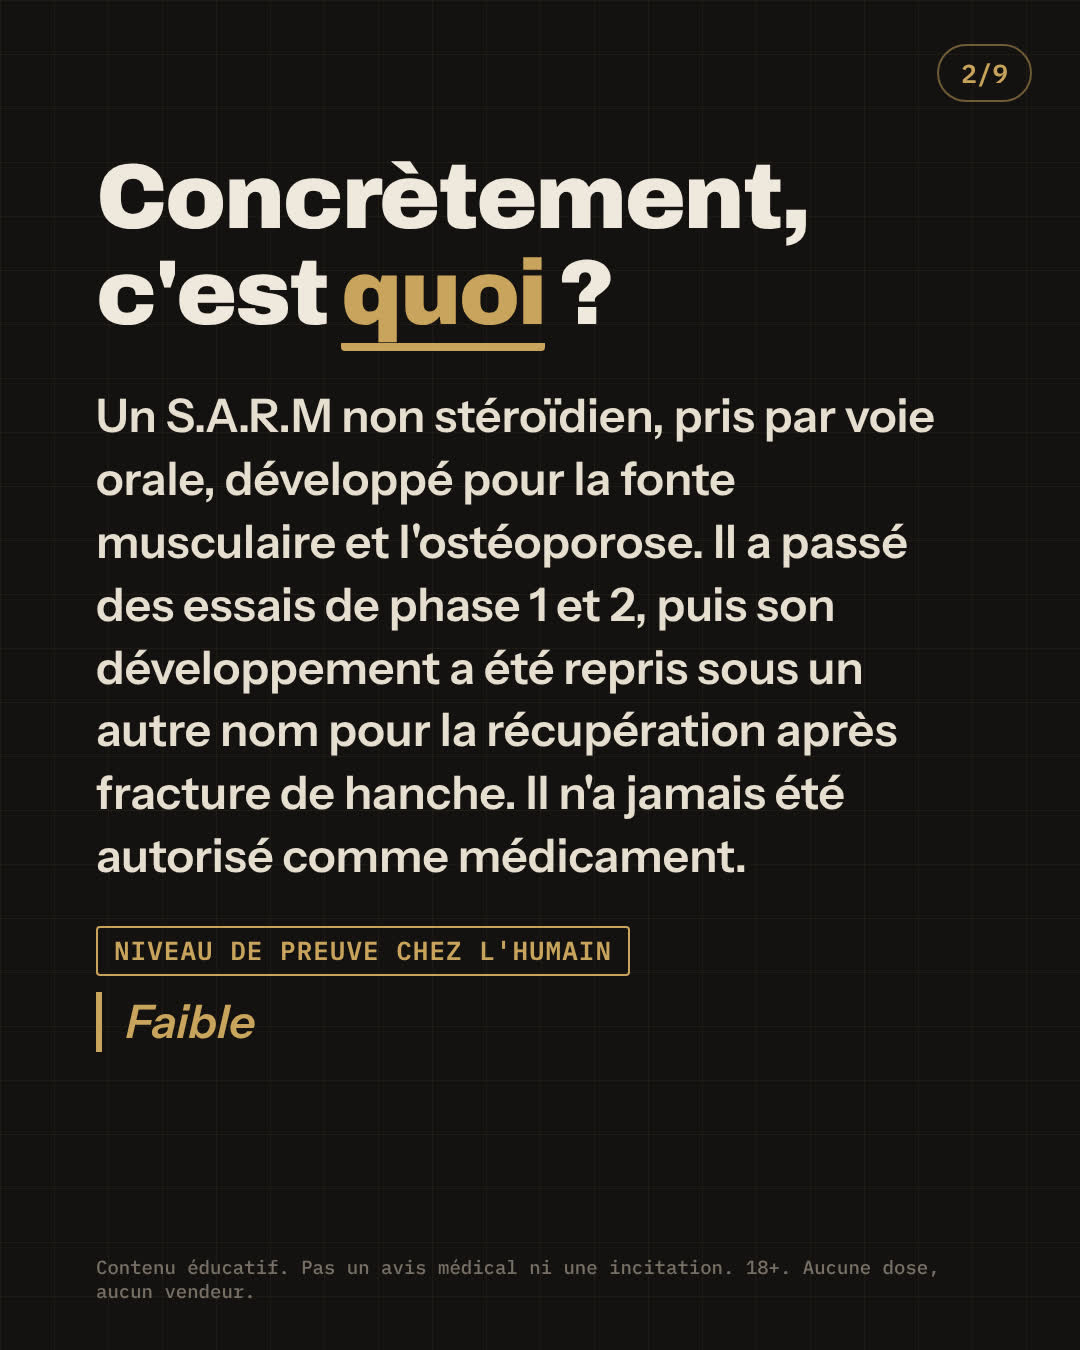 2/9
Concrètement,
c'est quoi ?
Un S.A.R.M non stéroïdien, pris par voie
orale, développé pour la fonte
musculaire et l'ostéoporose. Il a passé
des essais de phase 1 et 2, puis son
développement a été repris sous un
autre nom pour la récupération après
fracture de hanche. Il n'a jamais été
autorisé comme médicament.
NIVEAU DE PREUVE CHEZ L'HUMAIN
Faible
Contenu éducatif. Pas un avis médical ni une incitation. 18+. Aucune dose,
aucun vendeur.